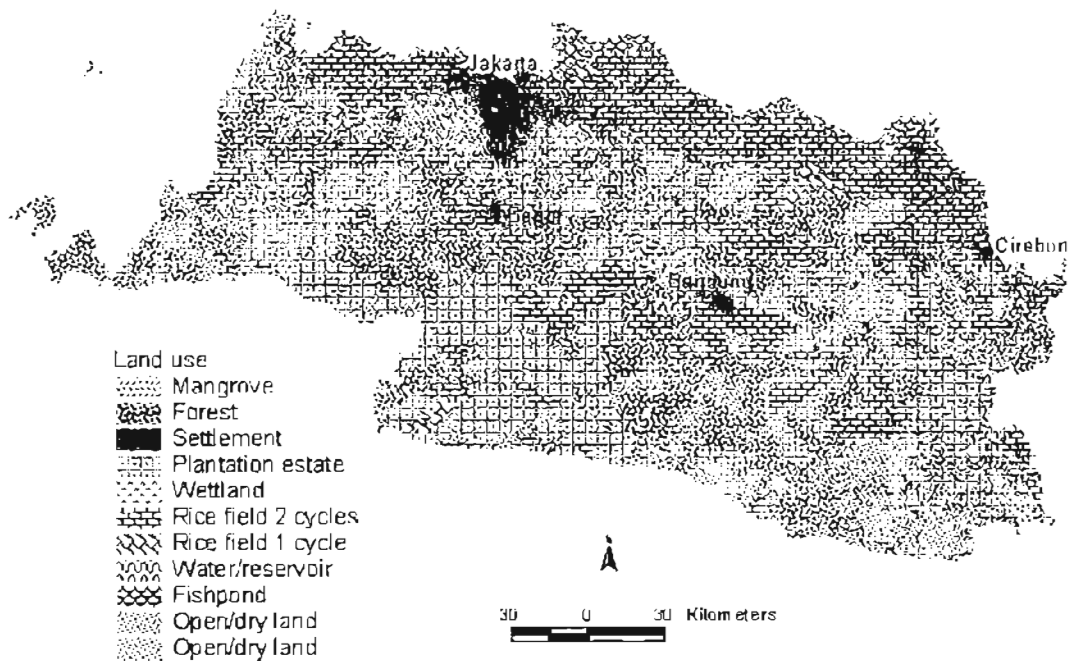 Jakarta
Cirebon
Bandung
Land use
Mangrove
Forest
Settlement
Plantation estate
Wettland
Rice field 2 cycles
Rice field 1 cycle
Water/reservoir
Fishpond
Open/dry land
Open/dry land
30 0 30 Kilometers